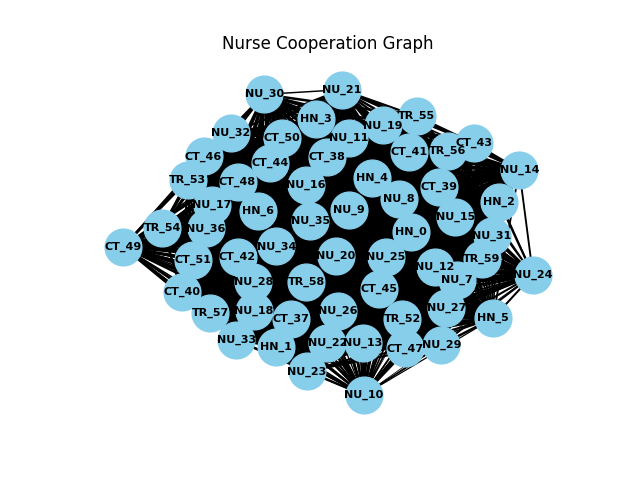 Nurse Cooperation Graph
NU_30
NU_21
HN_3
TR_55
NU_19
NU_32
CT_50
NU_11
CT_43
TR_56
CT_41
CT_46
CT_38
CT_44
NU_14
TR_53
CT_48
HN_4
NU_16
CT_39
NU_8
HN_2
NU_17
HN_6
NU_9
NU_15
NU_35
TR_54
NU_36
HN_0
NU_31
CT_49
NU_34
NU_20
CT_42
NU_25
TR_59
CT_51
NU_12
NU_24
NU_7
NU_28
TR_58
CT_45
CT_40
NU_27
NU_18
NU_26
TR_57
CT_37
TR_52
HN_5
NU_33
HN_1
NU_22
NU_13
CT_47
NU_29
NU_23
NU_10